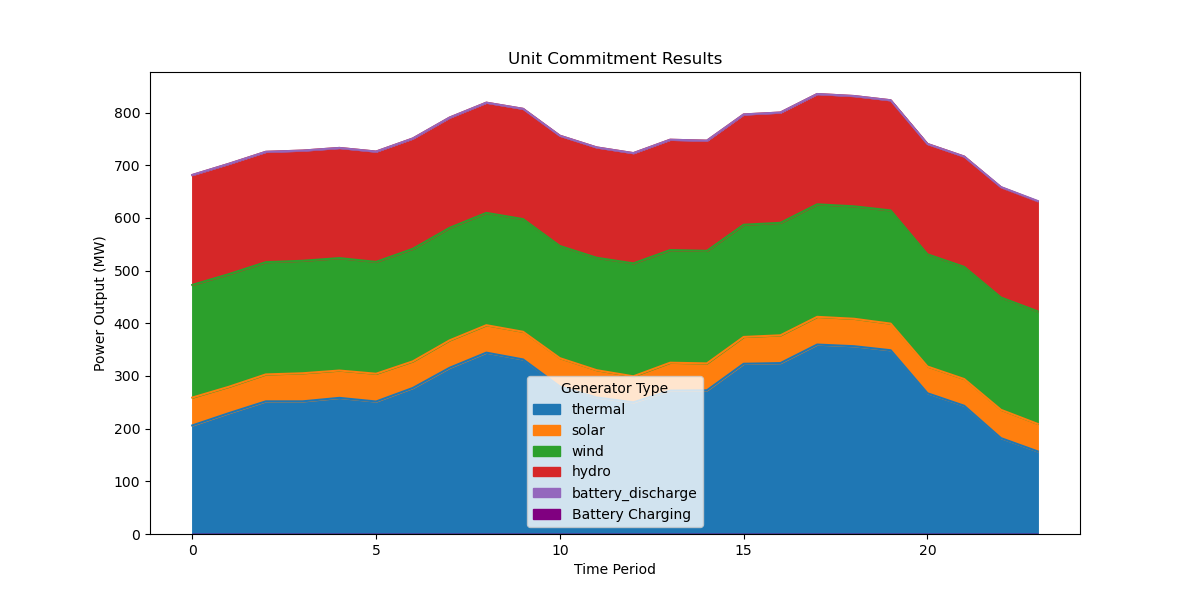 Unit Commitment Results
Power Output (MW)
800
700
600
500
400
300
200
100
0
Generator Type
thermal
solar
wind
hydro
battery_discharge
Battery Charging
0 5 10 15 20
Time Period